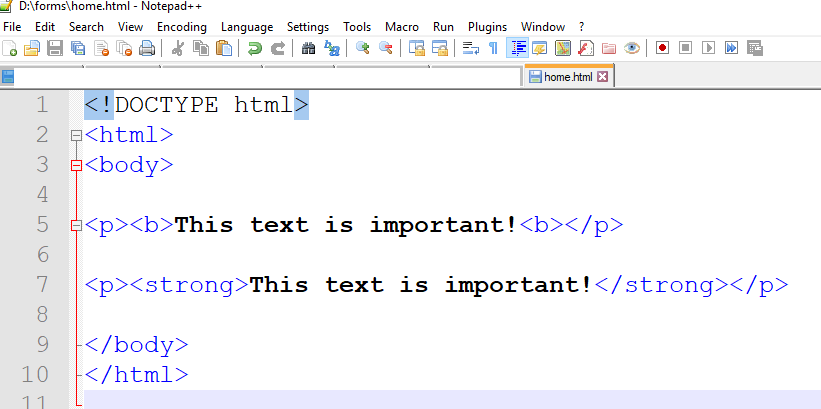 D:\forms\home.html - Notepad++
File Edit Search View Encoding Language Settings Tools Macro Run Plugins Window ?
home.html
1 <!DOCTYPE html>
2 <html>
3 <body>
4
5 <p><b>This text is important!<b></p>
6
7 <p><strong>This text is important!</strong></p>
8
9 </body>
10 </html>
11